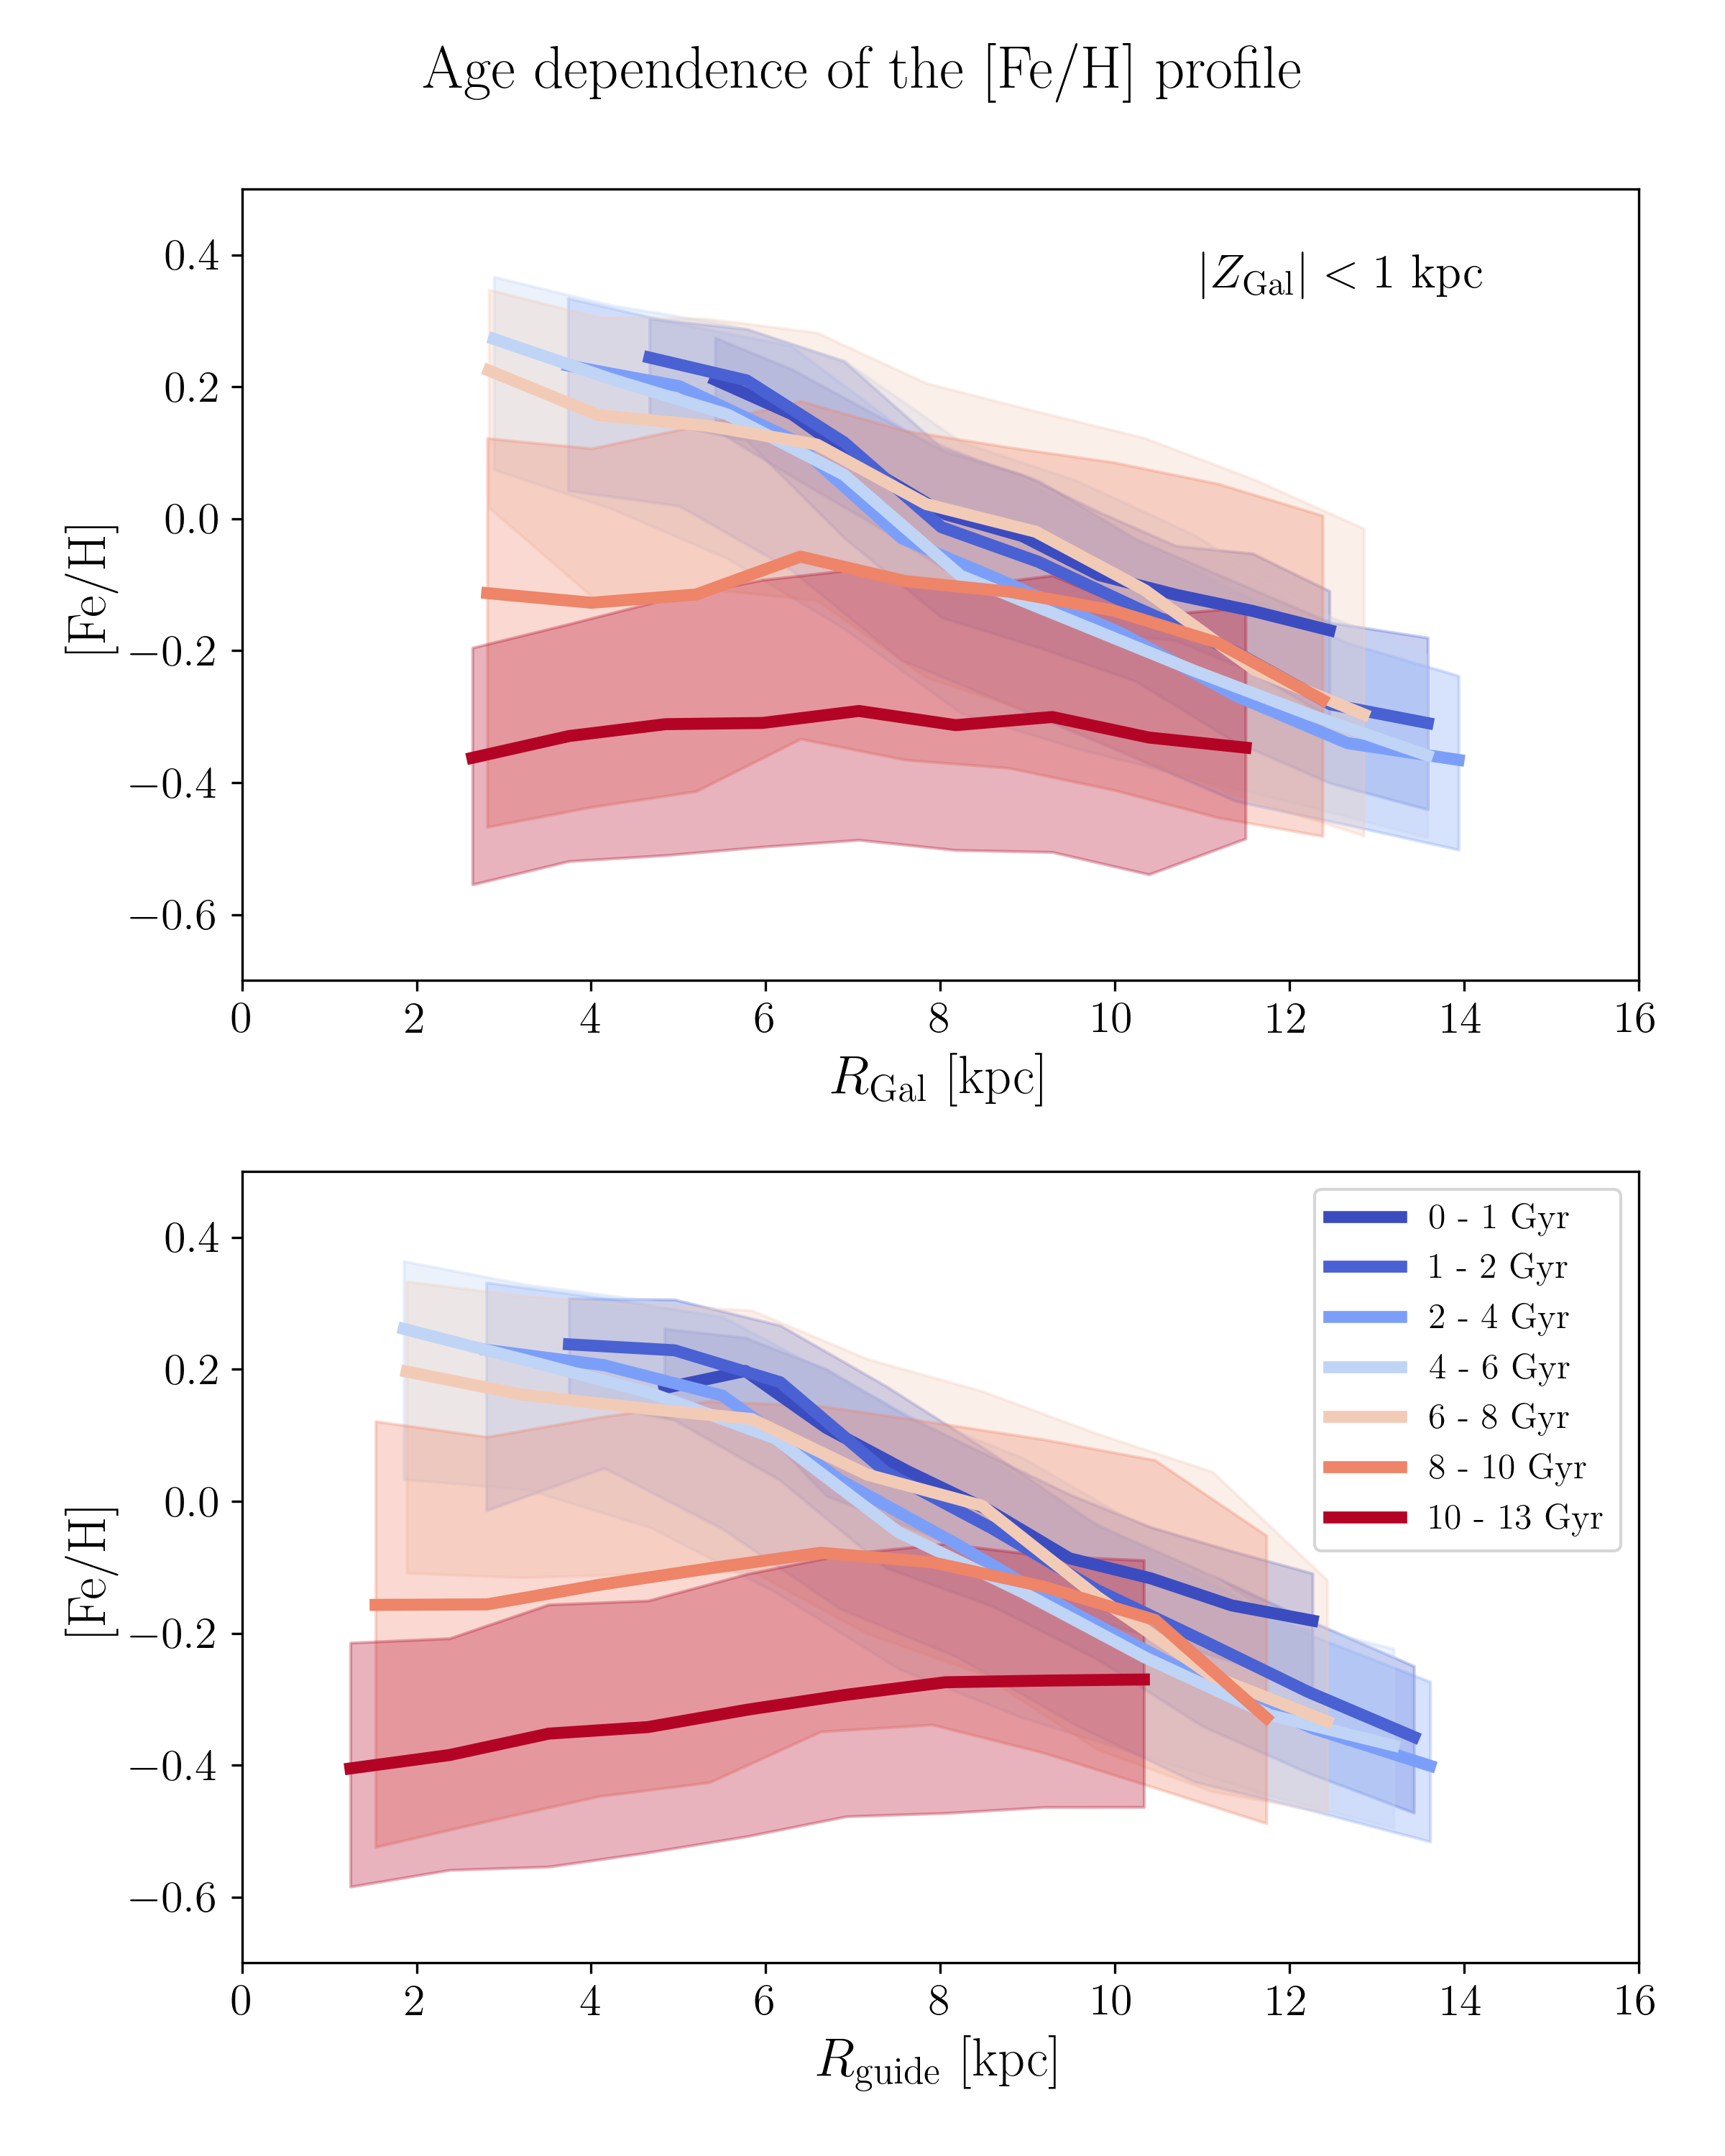 Age dependence of the [Fe/H] profile
|Z_Gal| < 1 kpc
[Fe/H]
0.4
0.2
0.0
−0.2
−0.4
−0.6
0 2 4 6 8 10 12 14 16
R_Gal [kpc]
0 - 1 Gyr
1 - 2 Gyr
2 - 4 Gyr
4 - 6 Gyr
6 - 8 Gyr
8 - 10 Gyr
10 - 13 Gyr
[Fe/H]
0.4
0.2
0.0
−0.2
−0.4
−0.6
0 2 4 6 8 10 12 14 16
R_guide [kpc]